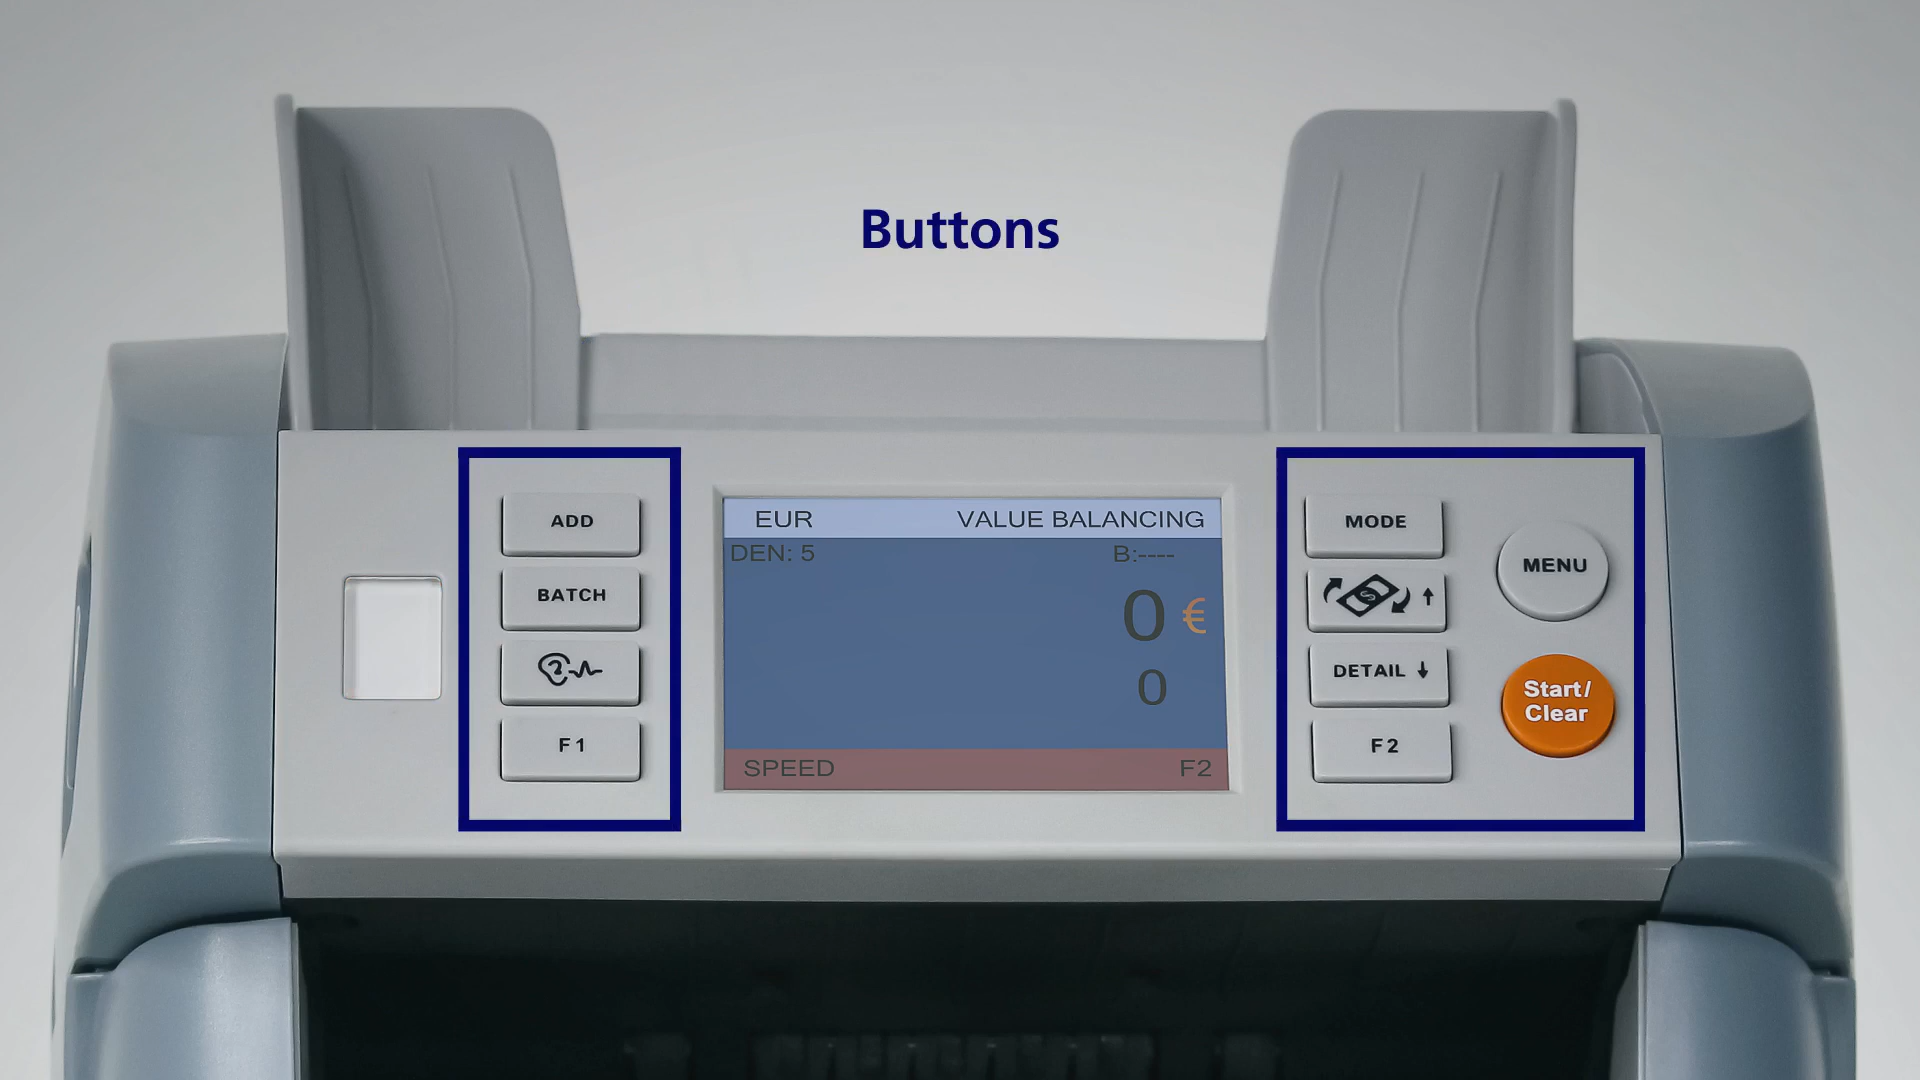 Buttons
ADD
BATCH
F1
EUR VALUE BALANCING
DEN: 5 B:----
0 €
0
SPEED F2
MODE
↑
DETAIL ↓
F2
MENU
Start/
Clear